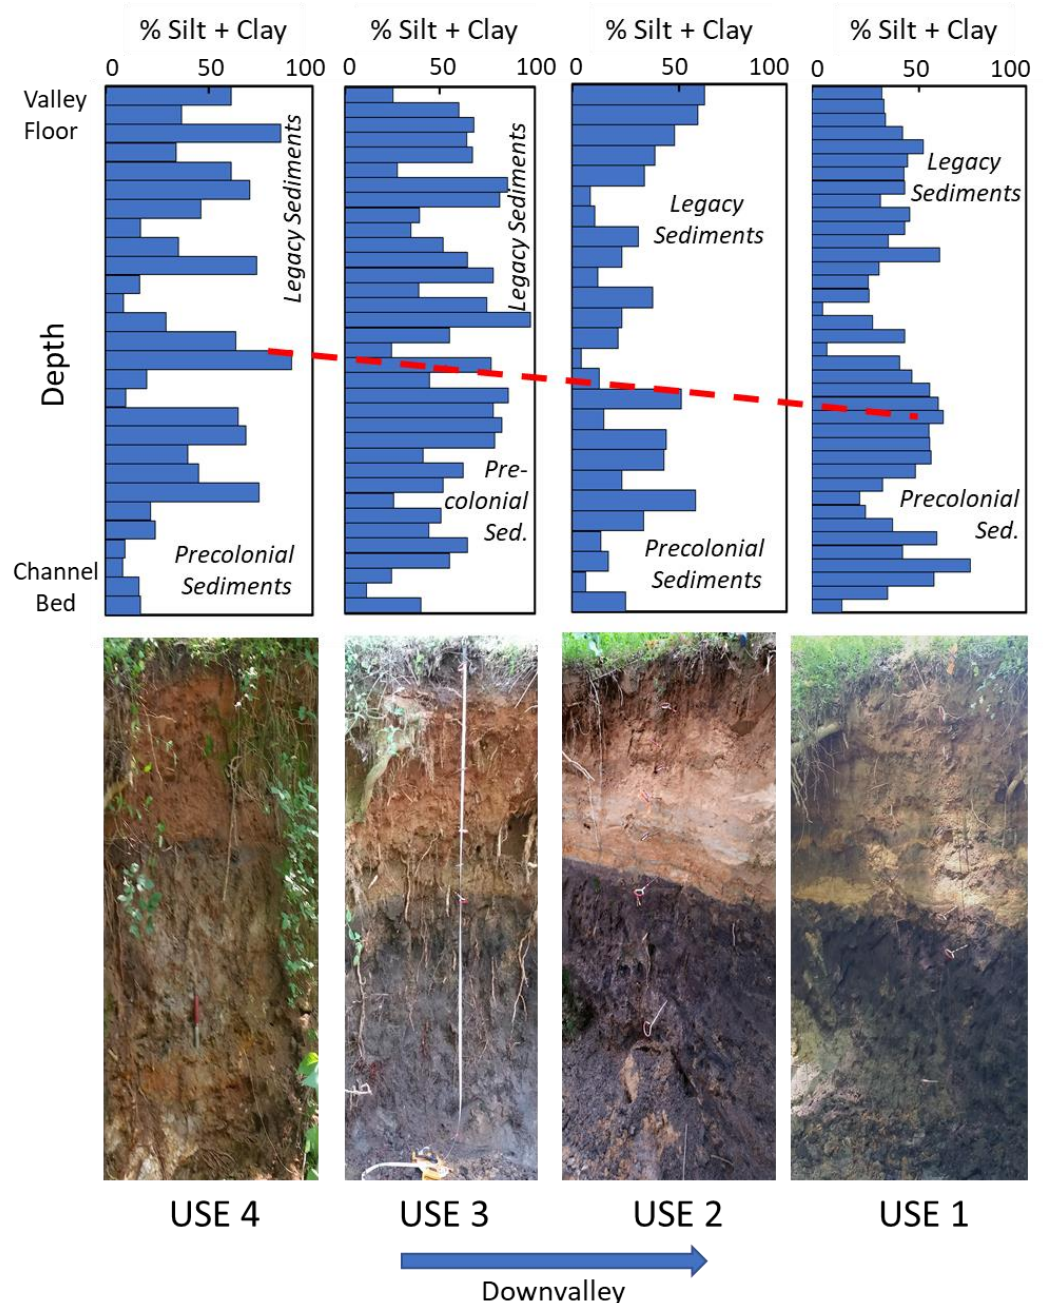 % Silt + Clay
% Silt + Clay
% Silt + Clay
% Silt + Clay
0 50 100
0 50 100
0 50 100
0 50 100
Valley
Floor
Depth
Channel
Bed
Legacy Sediments
Precolonial
Sediments
Legacy Sediments
Pre-
colonial
Sed.
Legacy
Sediments
Precolonial
Sediments
Legacy
Sediments
Precolonial
Sed.
USE 4
USE 3
USE 2
USE 1
Downvalley